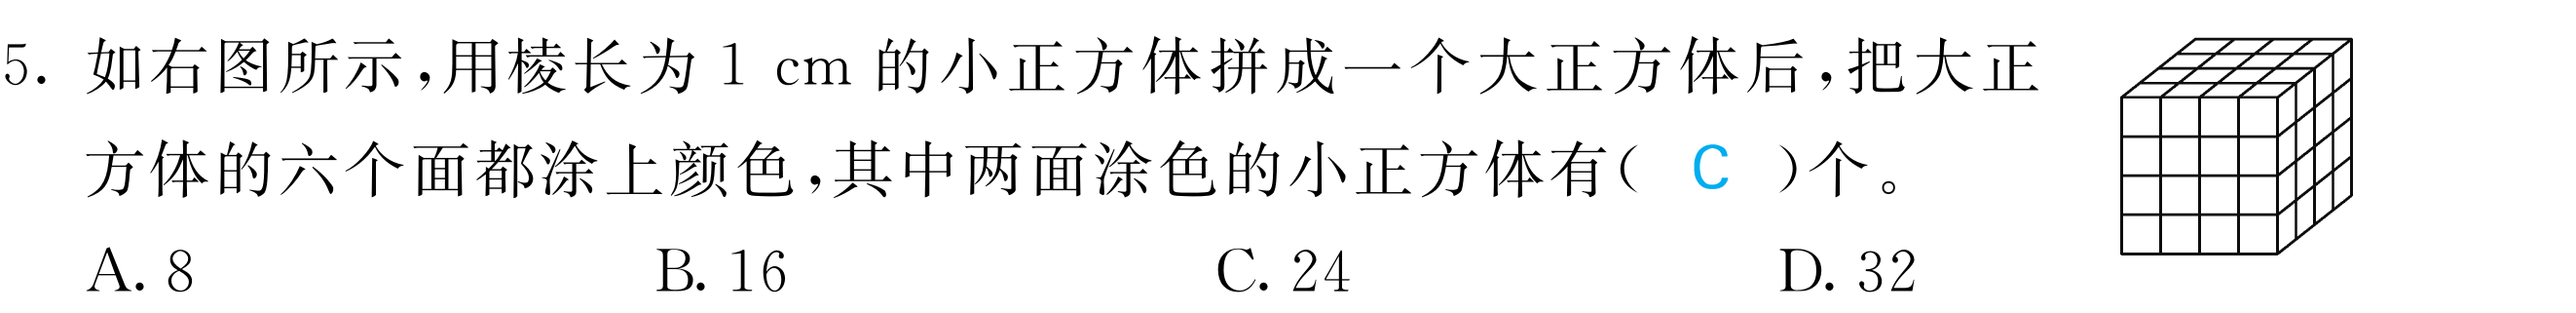 5. 如右图所示,用棱长为 1 cm 的小正方体拼成一个大正方体后,把大正
方体的六个面都涂上颜色,其中两面涂色的小正方体有( C )个。
A. 8 B. 16 C. 24 D. 32